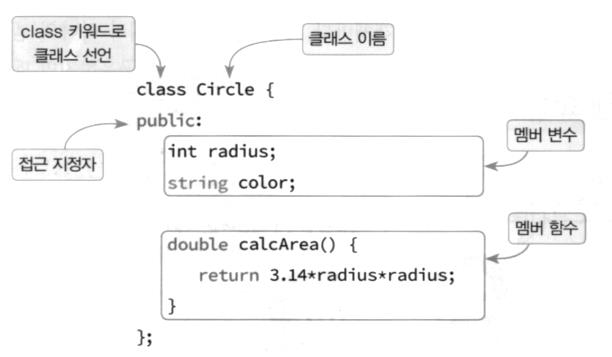 class 키워드로
클래스 선언
클래스 이름
class Circle {
public:
접근 지정자
int radius;
string color;
멤버 변수
double calcArea() {
return 3.14*radius*radius;
}
멤버 함수
};